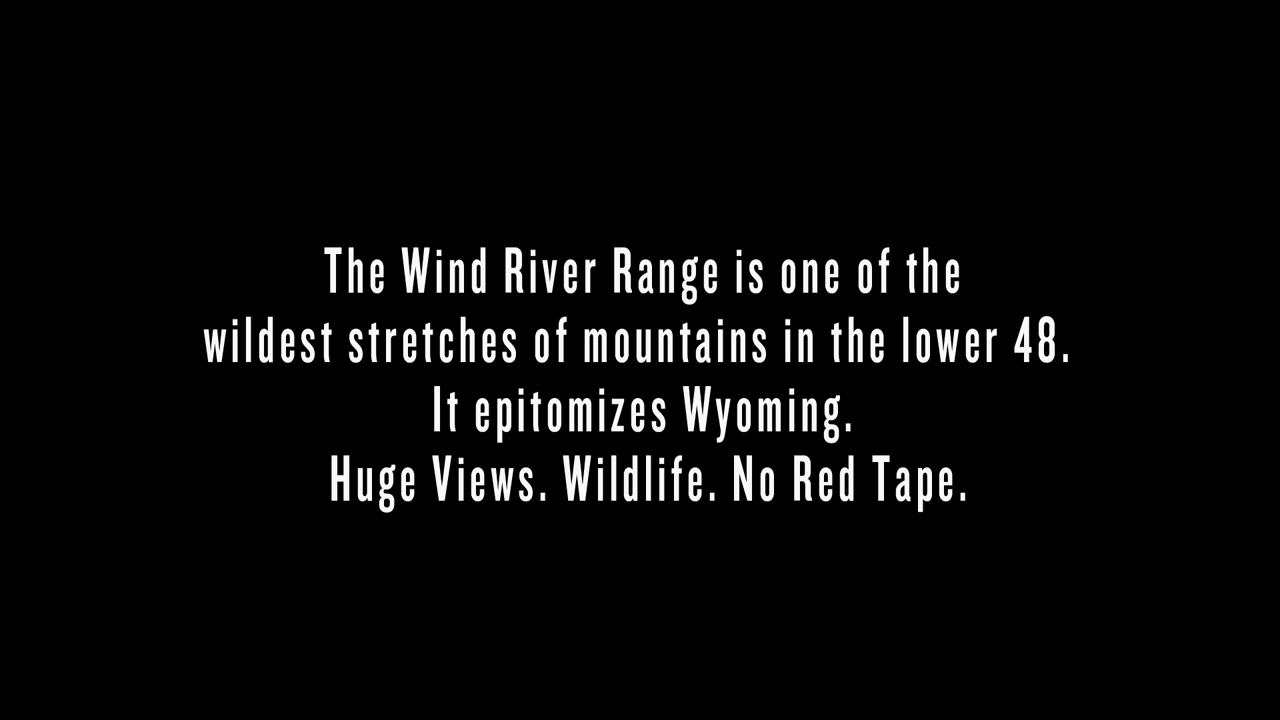 The Wind River Range is one of the
wildest stretches of mountains in the lower 48.
It epitomizes Wyoming.
Huge Views. Wildlife. No Red Tape.